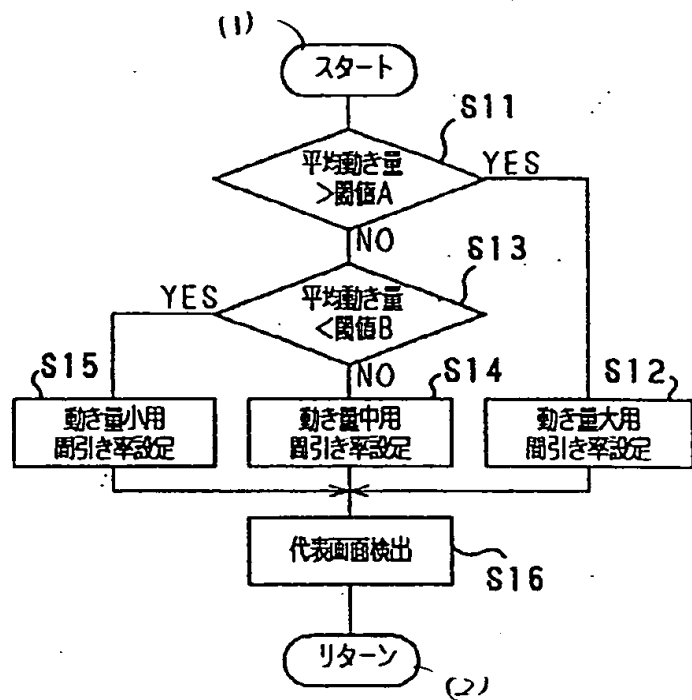 (1)
スタート
S11
平均動き量
>閾値A
YES
NO
S13
平均動き量
<閾値B
YES
NO
S15
動き量小用
間引き率設定
S14
動き量中用
間引き率設定
S12
動き量大用
間引き率設定
代表画面検出
S16
リターン
(2)